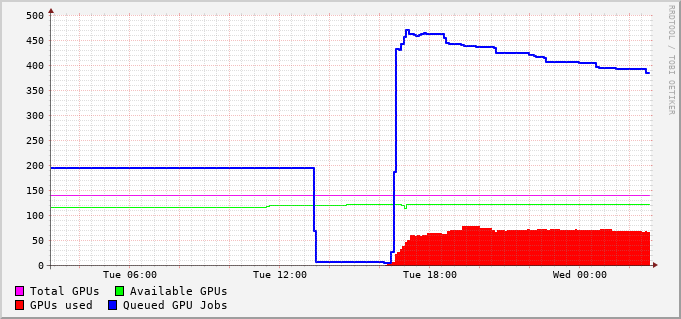 500
450
400
350
300
250
200
150
100
50
0
Tue 06:00 Tue 12:00 Tue 18:00 Wed 00:00
Total GPUs Available GPUs
GPUs used Queued GPU Jobs
RRDTOOL / TOBI OETIKER